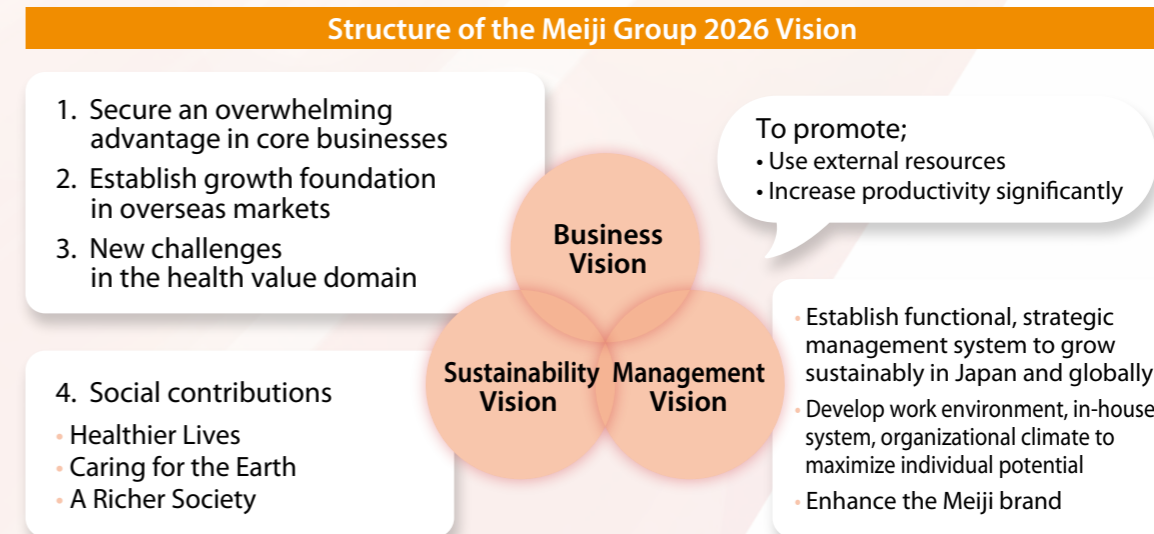 Structure of the Meiji Group 2026 Vision
1. Secure an overwhelming
advantage in core businesses
2. Establish growth foundation
in overseas markets
3. New challenges
in the health value domain
To promote;
• Use external resources
• Increase productivity significantly
Business
Vision
Sustainability
Vision
Management
Vision
4. Social contributions
• Healthier Lives
• Caring for the Earth
• A Richer Society
• Establish functional, strategic
management system to grow
sustainably in Japan and globally
• Develop work environment, in-house
system, organizational climate to
maximize individual potential
• Enhance the Meiji brand